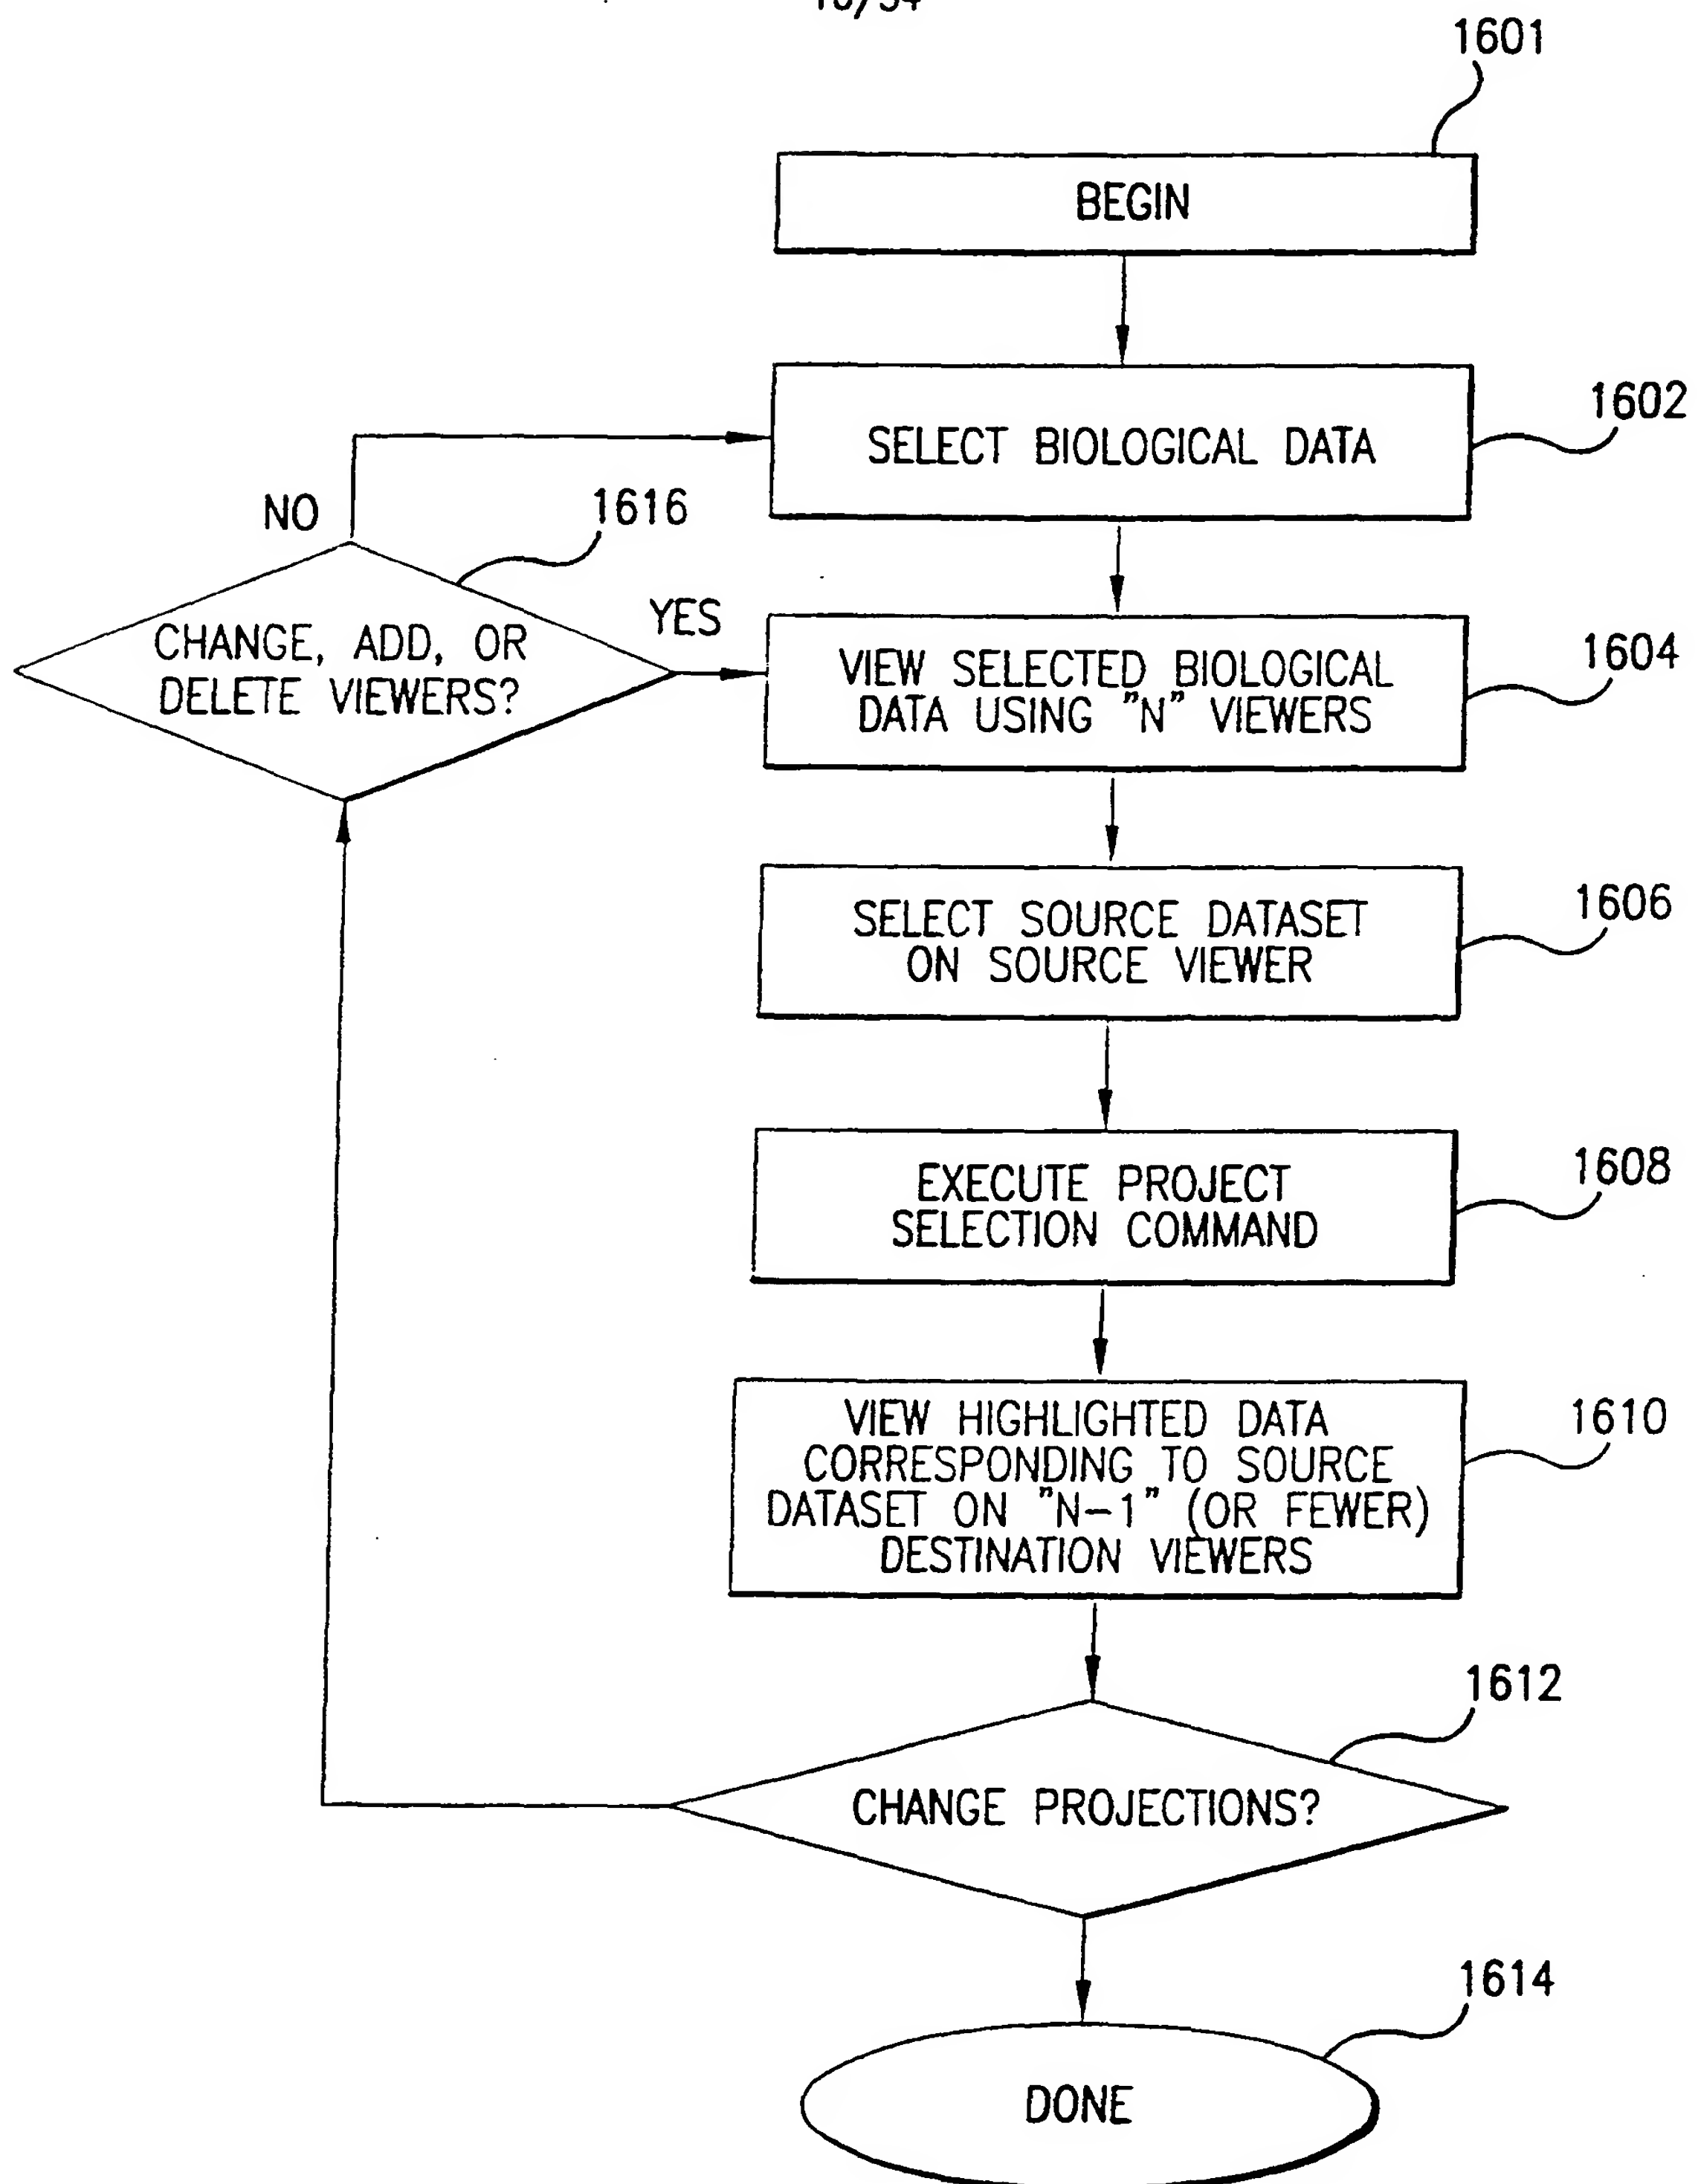 1601
BEGIN
1602
SELECT BIOLOGICAL DATA
NO
1616
CHANGE, ADD, OR
DELETE VIEWERS?
YES
1604
VIEW SELECTED BIOLOGICAL
DATA USING "N" VIEWERS
1606
SELECT SOURCE DATASET
ON SOURCE VIEWER
1608
EXECUTE PROJECT
SELECTION COMMAND
1610
VIEW HIGHLIGHTED DATA
CORRESPONDING TO SOURCE
DATASET ON "N-1" (OR FEWER)
DESTINATION VIEWERS
1612
CHANGE PROJECTIONS?
1614
DONE